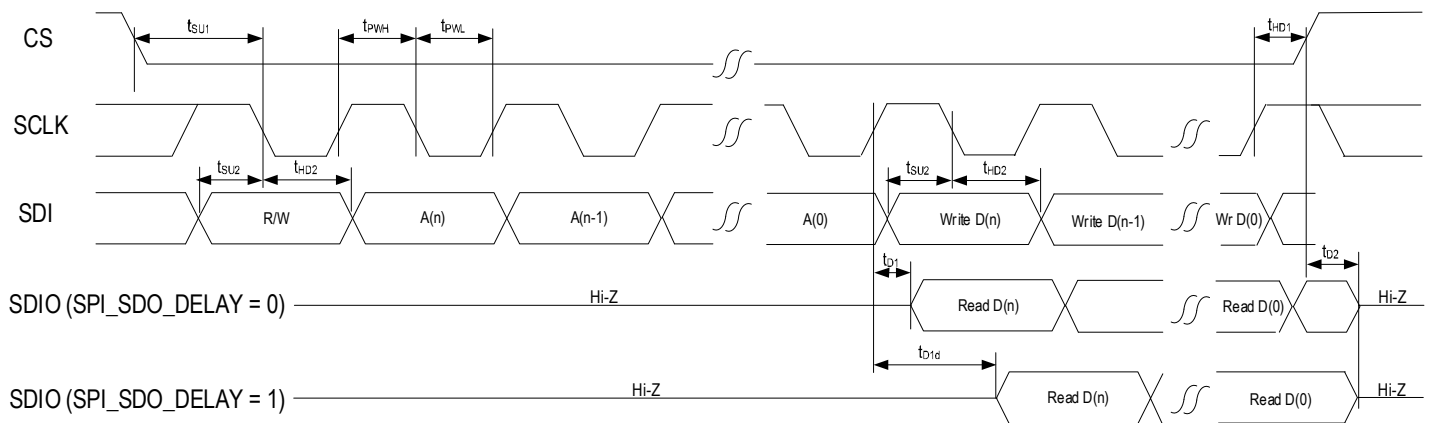 CS
tSU1
tPWH
tPWL
tHD1
SCLK
tSU2
tHD2
tSU2
tHD2
SDI
R/W
A(n)
A(n-1)
A(0)
Write D(n)
Write D(n-1)
Wr D(0)
tD1
tD2
SDIO (SPI_SDO_DELAY = 0)
Hi-Z
Read D(n)
Read D(0)
Hi-Z
tD1d
SDIO (SPI_SDO_DELAY = 1)
Hi-Z
Read D(n)
Read D(0)
Hi-Z